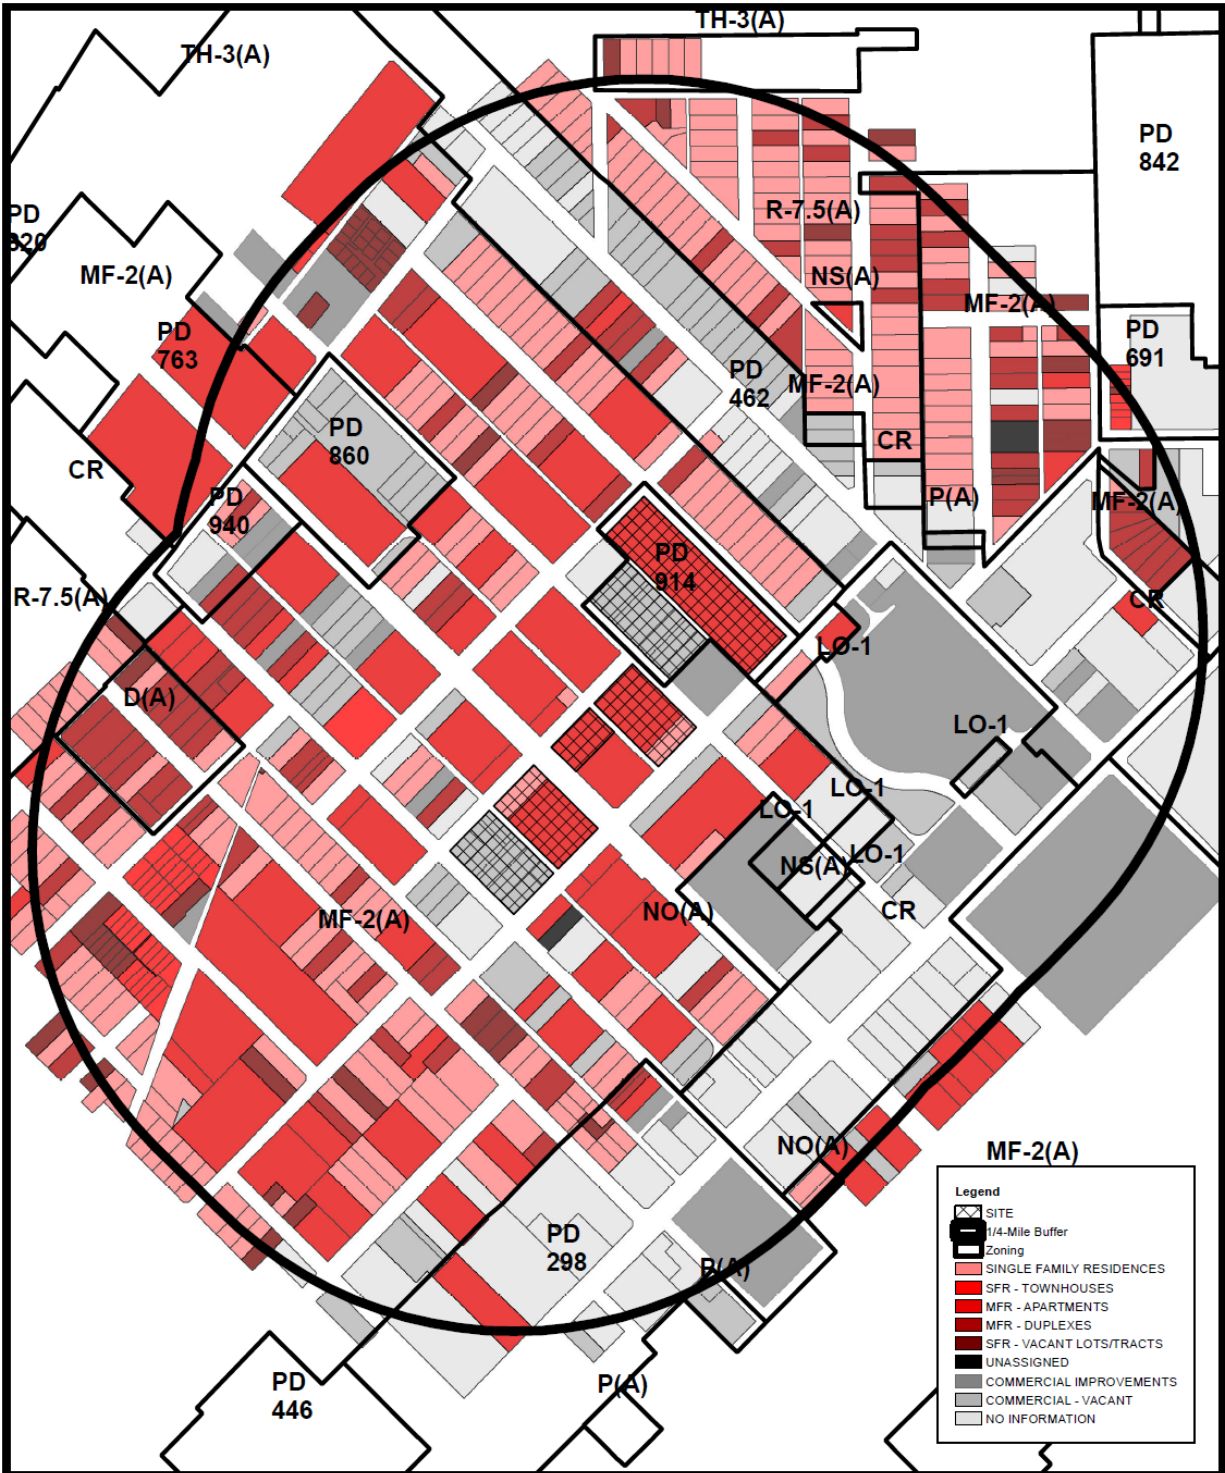 TH-3(A)
TH-3(A)
PD
842
PD
820
R-7.5(A)
MF-2(A)
NS(A)
MF-2(A)
PD
763
PD
691
PD
462
MF-2(A)
PD
860
CR
CR
PD
940
P(A)
MF-2(A)
PD
914
R-7.5(A)
CR
LO-1
D(A)
LO-1
LO-1
LO-1
LO-1
NS(A)
MF-2(A)
NO(A)
CR
NO(A)
MF-2(A)
PD
298
P(A)
PD
446
P(A)
Legend
SITE
1/4-Mile Buffer
Zoning
SINGLE FAMILY RESIDENCES
SFR - TOWNHOUSES
MFR - APARTMENTS
MFR - DUPLEXES
SFR - VACANT LOTS/TRACTS
UNASSIGNED
COMMERCIAL IMPROVEMENTS
COMMERCIAL - VACANT
NO INFORMATION